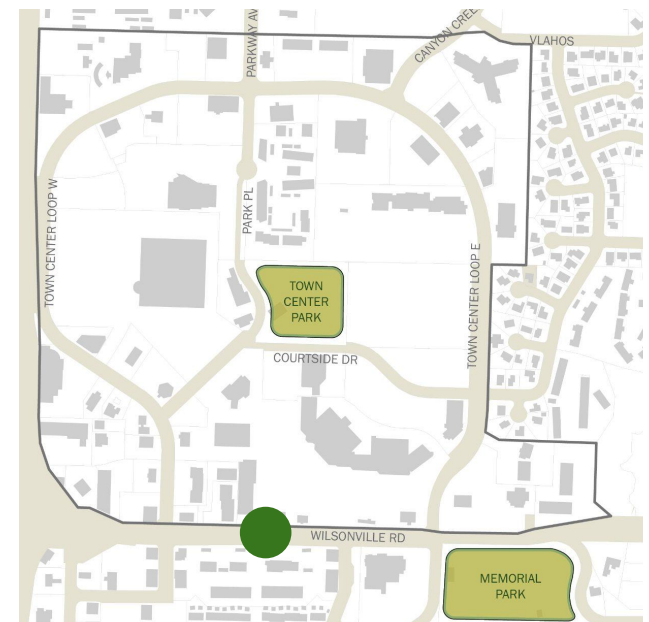 PARKWAY AV
CANYON CREE
VLAHOS
TOWN CENTER LOOP W
PARK PL
TOWN CENTER LOOP E
TOWN
CENTER
PARK
COURTSIDE DR
WILSONVILLE RD
MEMORIAL
PARK